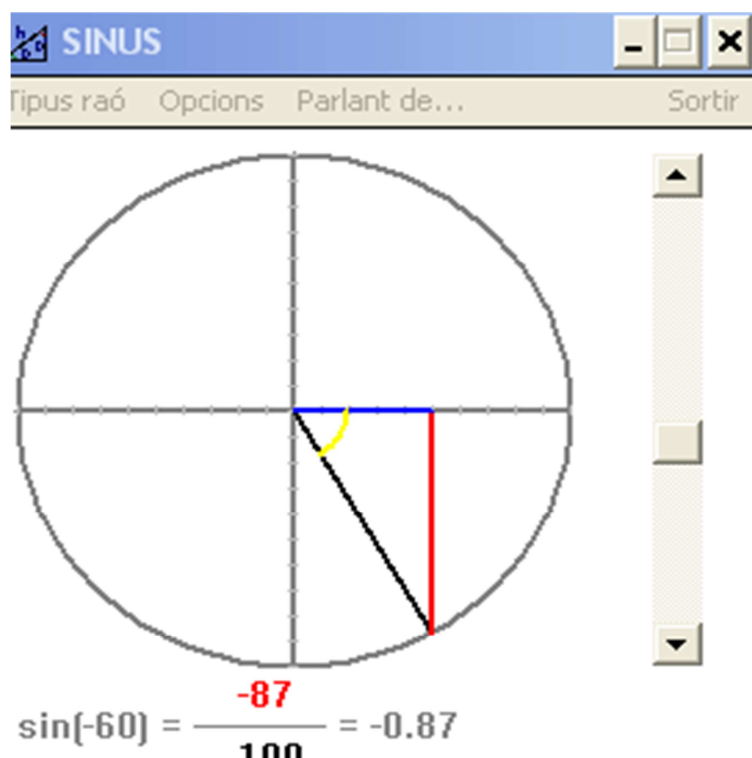 SINUS
Tipus raó Opcions Parlant de... Sortir
-87
sin(-60) = = -0.87
100